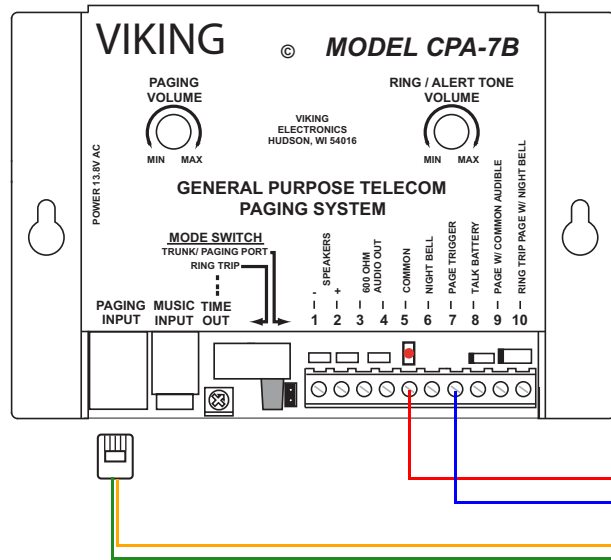 VIKING © MODEL CPA-7B
PAGING
VOLUME
MIN MAX
RING / ALERT TONE
VOLUME
MIN MAX
VIKING
ELECTRONICS
HUDSON, WI 54016
POWER 13.8V AC
GENERAL PURPOSE TELECOM
PAGING SYSTEM
MODE SWITCH
TRUNK/ PAGING PORT
RING TRIP
PAGING
INPUT
MUSIC
INPUT
TIME
OUT
- SPEAKERS +
600 OHM
AUDIO OUT
COMMON
NIGHT BELL
PAGE TRIGGER
TALK BATTERY
PAGE W/ COMMON AUDIBLE
RING TRIP PAGE W/ NIGHT BELL
1 2 3 4 5 6 7 8 9 10